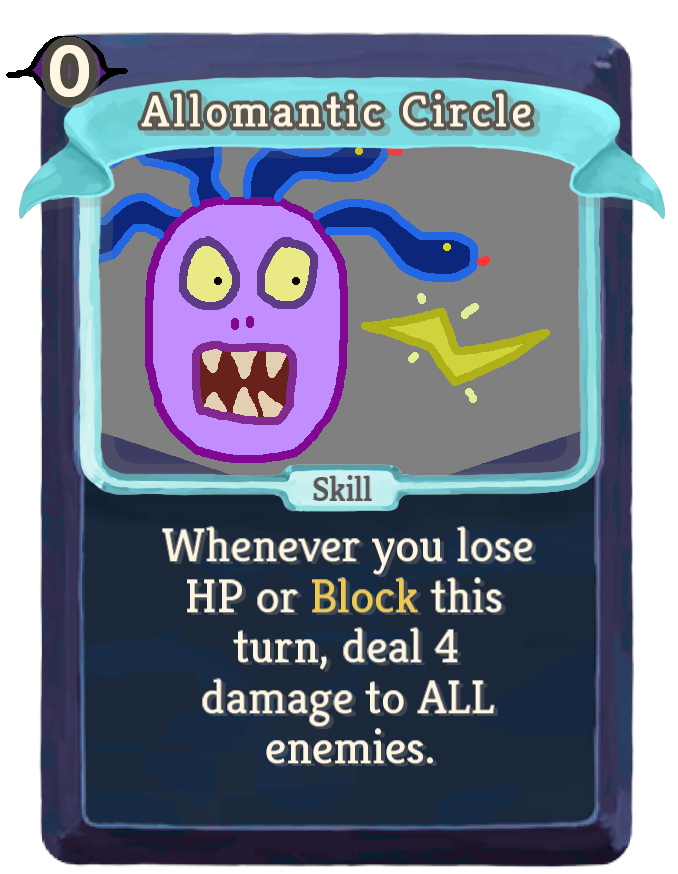 0
Allomantic Circle
Skill
Whenever you lose
HP or Block this
turn, deal 4
damage to ALL
enemies.